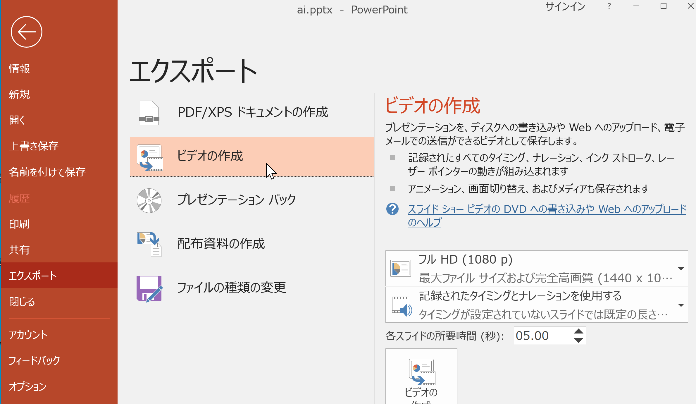 ai.pptx - PowerPoint
サインイン
?
情報
新規
開く
上書き保存
名前を付けて保存
履歴
印刷
共有
エクスポート
閉じる
アカウント
フィードバック
オプション
エクスポート
PDF/XPS ドキュメントの作成
ビデオの作成
プレゼンテーション パック
配布資料の作成
ファイルの種類の変更
ビデオの作成
プレゼンテーションを、ディスクへの書き込みや Web へのアップロード、電子
メールでの送信ができるビデオとして保存します。
記録されたすべてのタイミング、ナレーション、インク ストローク、レー
ザー ポインターの動きが組み込まれます
アニメーション、画面切り替え、およびメディアも保存されます
スライド ショー ビデオの DVD への書き込みや Web へのアップロード
のヘルプ
フル HD (1080 p)
最大ファイル サイズおよび完全高画質 (1440 x 10...
記録されたタイミングとナレーションを使用する
タイミングが設定されていないスライドでは既定の長さ...
各スライドの所要時間 (秒): 05.00
ビデオの